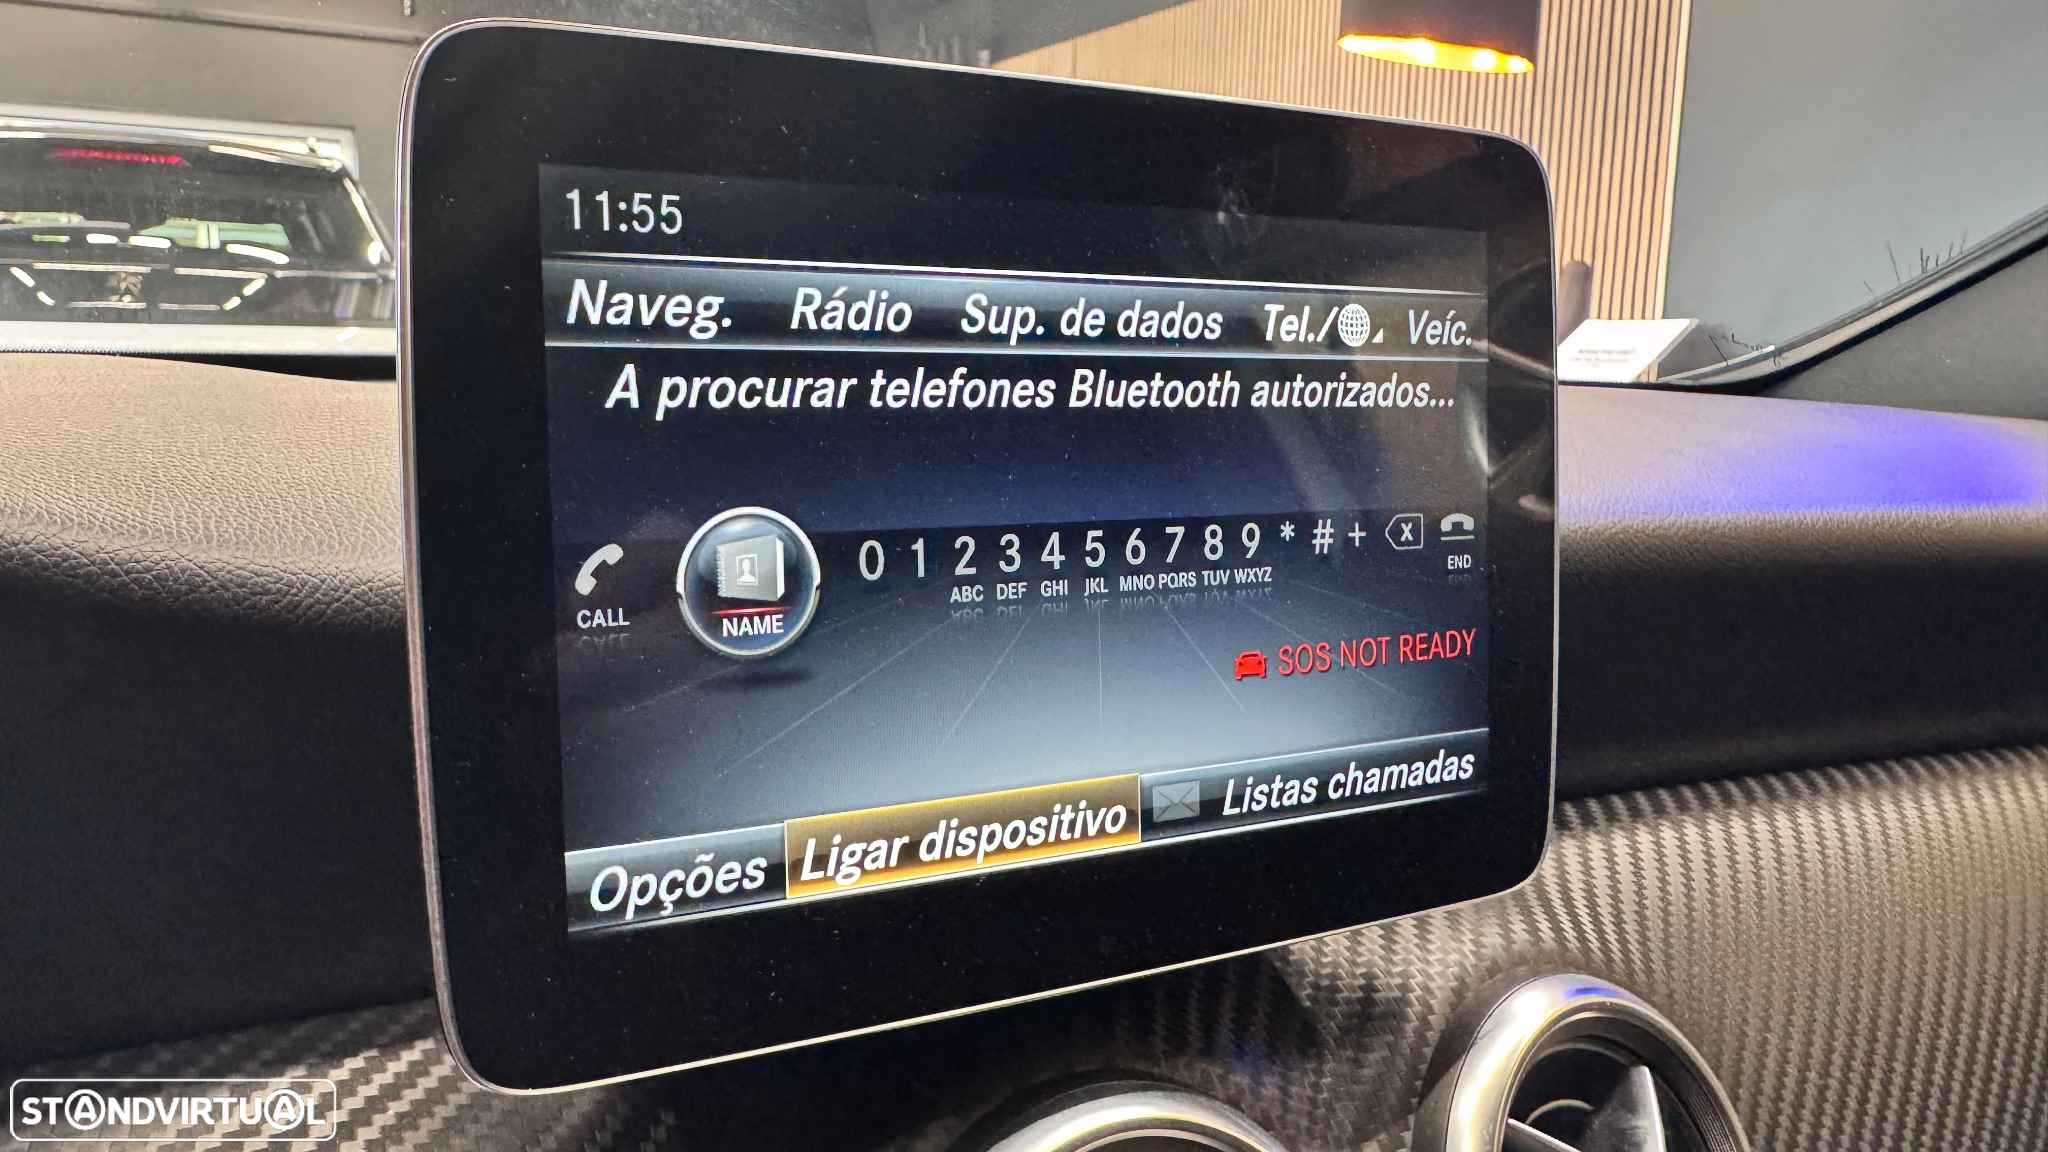 11:55
Naveg. Rádio Sup. de dados Tel./ Veíc.
A procurar telefones Bluetooth autorizados...
0 1 2 3 4 5 6 7 8 9 * # +
ABC DEF GHI JKL MNO PQRS TUV WXYZ
END
CALL
NAME
SOS NOT READY
Opções Ligar dispositivo Listas chamadas
STANDVIRTUAL